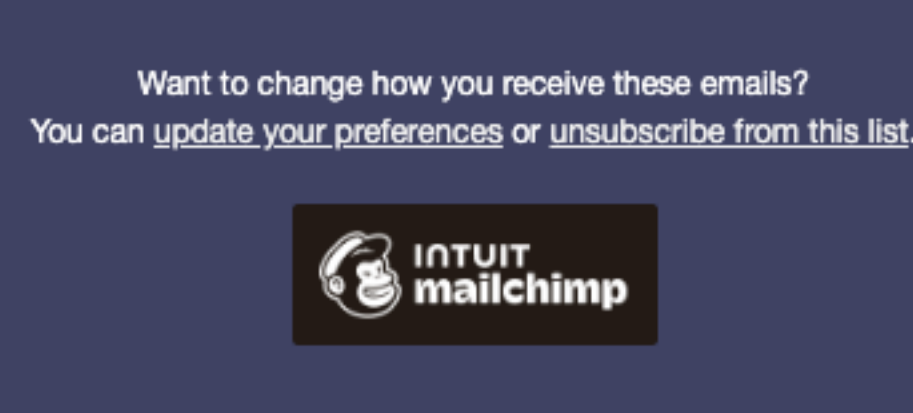 Want to change how you receive these emails?
You can update your preferences or unsubscribe from this list.
INTUIT
mailchimp